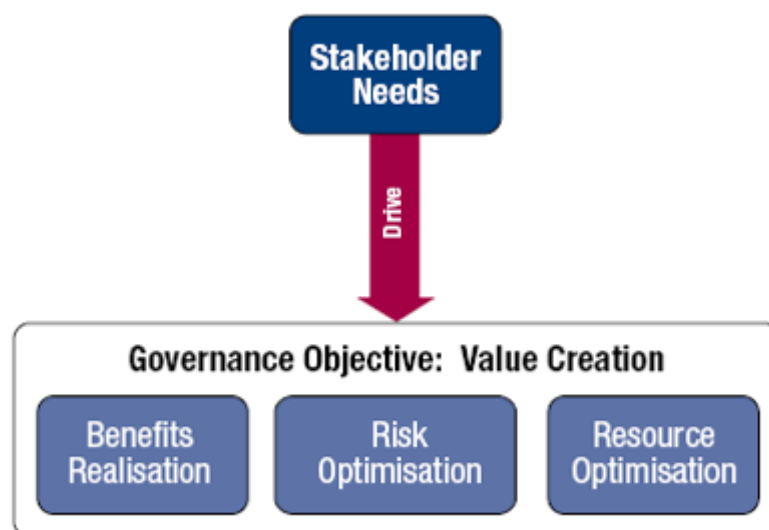 Stakeholder
Needs
Drive
Governance Objective: Value Creation
Benefits
Realisation
Risk
Optimisation
Resource
Optimisation